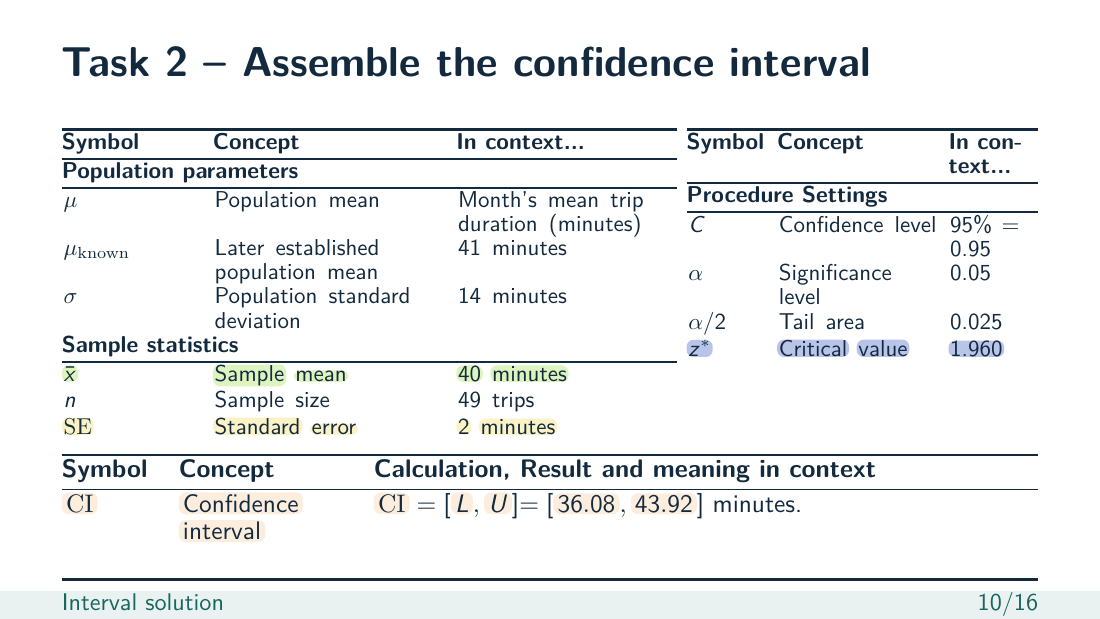 Task 2 – Assemble the confidence interval
Symbol Concept In context...
Population parameters
μ Population mean Month's mean trip
duration (minutes)
μknown Later established 41 minutes
population mean
σ Population standard 14 minutes
deviation
Sample statistics
x̄ Sample mean 40 minutes
n Sample size 49 trips
SE Standard error 2 minutes
Symbol Concept In con-
text...
Procedure Settings
C Confidence level 95% =
0.95
α Significance 0.05
level
α/2 Tail area 0.025
z* Critical value 1.960
Symbol Concept Calculation, Result and meaning in context
CI Confidence CI = [L, U]= [36.08, 43.92] minutes.
interval
Interval solution 10/16